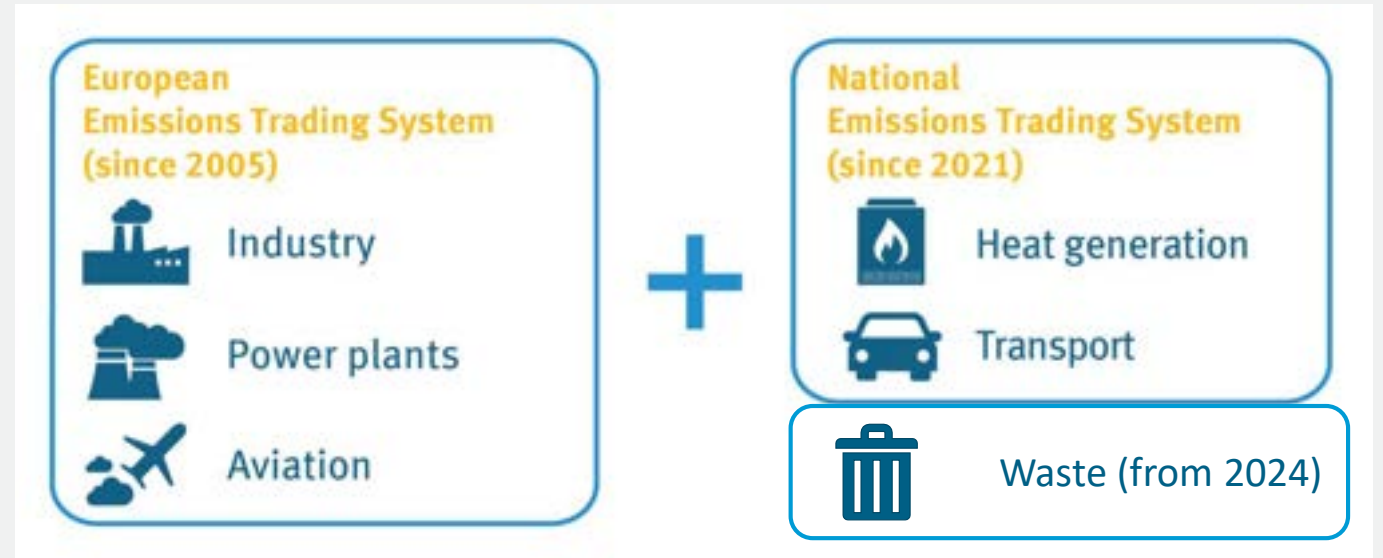 European
Emissions Trading System
(since 2005)
Industry
Power plants
Aviation
National
Emissions Trading System
(since 2021)
Heat generation
Transport
Waste (from 2024)